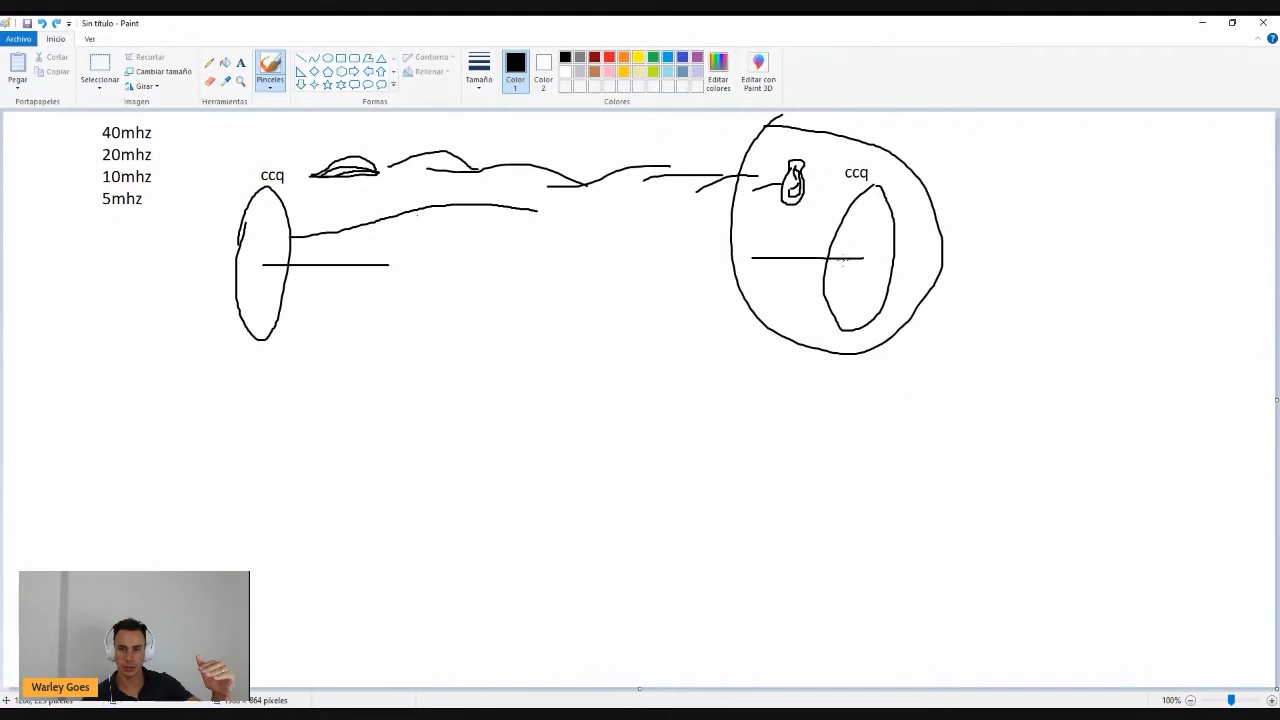 Sin título - Paint
Archivo
Inicio
Ver
Pegar
Cortar
Copiar
Portapapeles
Seleccionar
Recortar
Cambiar tamaño
Girar
Imagen
A
Herramientas
Pinceles
Contorno
Rellenar
Formas
Tamaño
Color 1
Color 2
Editar colores
Editar con Paint 3D
Colores
40mhz
20mhz
10mhz
5mhz
ccq
ccq
Warley Goes
100%